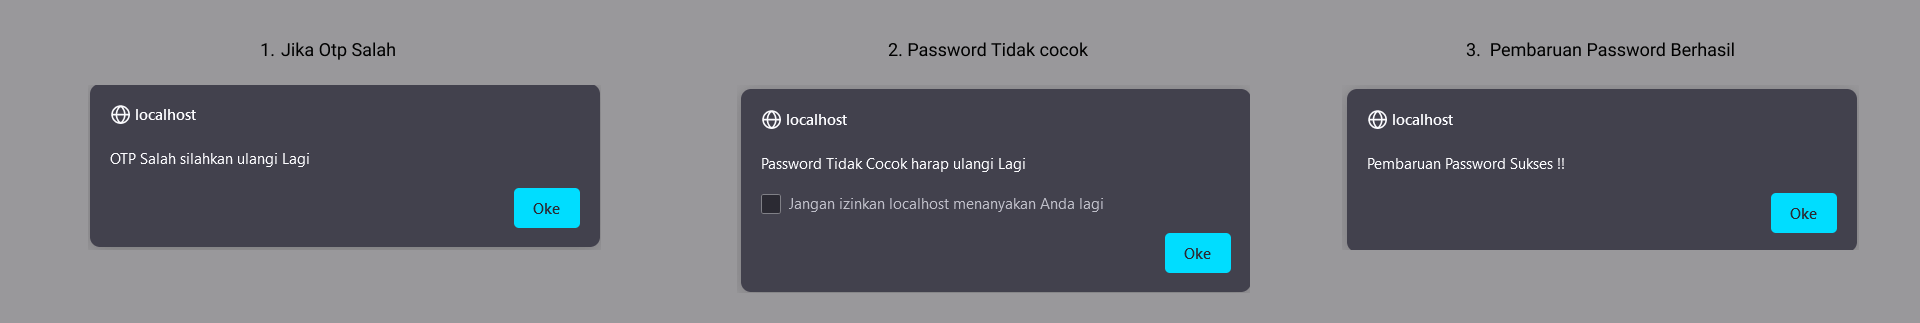 1. Jika Otp Salah
localhost
OTP Salah silahkan ulangi Lagi
Oke
2. Password Tidak cocok
localhost
Password Tidak Cocok harap ulangi Lagi
Jangan izinkan localhost menanyakan Anda lagi
Oke
3. Pembaruan Password Berhasil
localhost
Pembaruan Password Sukses !!
Oke